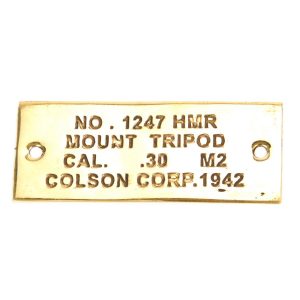 NO . 1247 HMR
MOUNT TRIPOD
CAL. .30 M2
COLSON CORP.1942